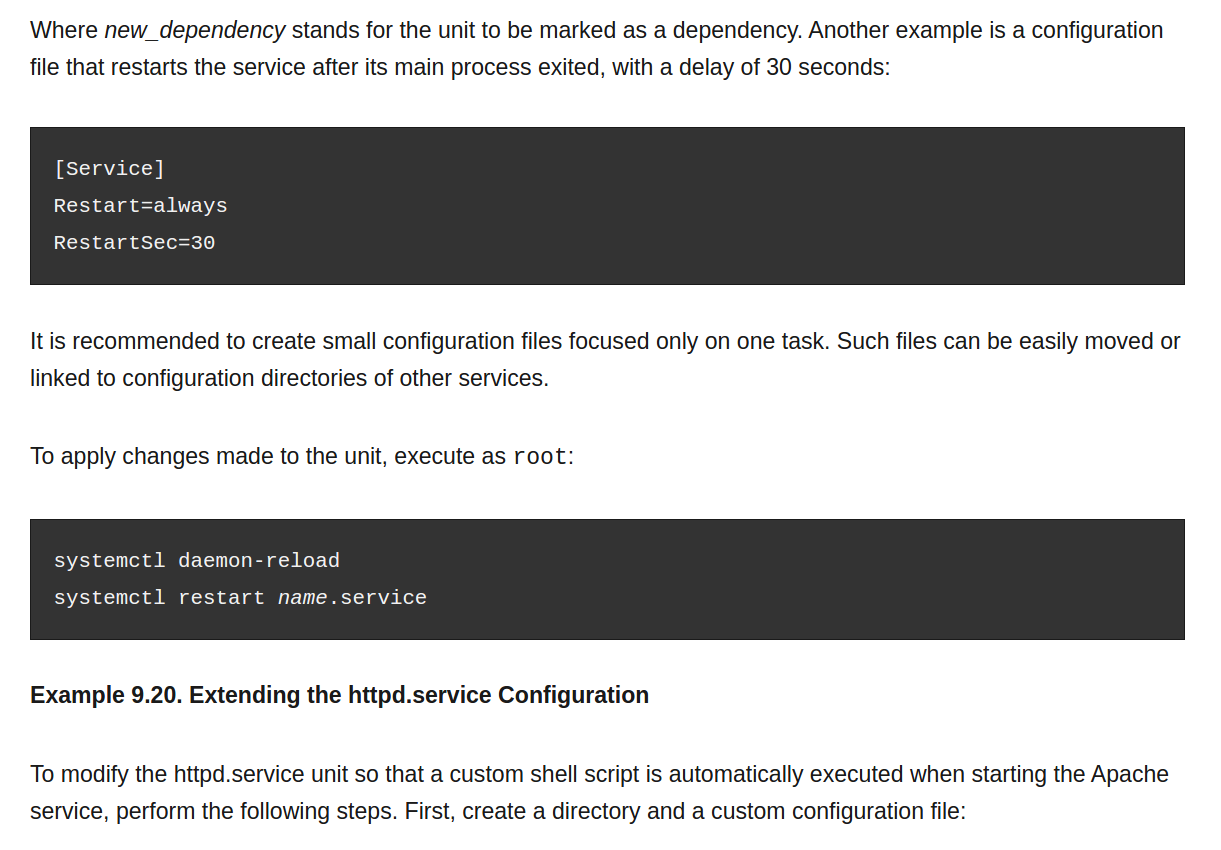 Where new_dependency stands for the unit to be marked as a dependency. Another example is a configuration
file that restarts the service after its main process exited, with a delay of 30 seconds:
[Service]
Restart=always
RestartSec=30
It is recommended to create small configuration files focused only on one task. Such files can be easily moved or
linked to configuration directories of other services.
To apply changes made to the unit, execute as root:
systemctl daemon-reload
systemctl restart name.service
Example 9.20. Extending the httpd.service Configuration
To modify the httpd.service unit so that a custom shell script is automatically executed when starting the Apache
service, perform the following steps. First, create a directory and a custom configuration file: